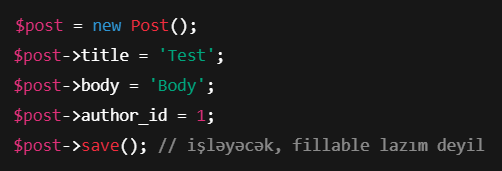 $post = new Post();
$post->title = 'Test';
$post->body = 'Body';
$post->author_id = 1;
$post->save(); // işləyəcək, fillable lazım deyil